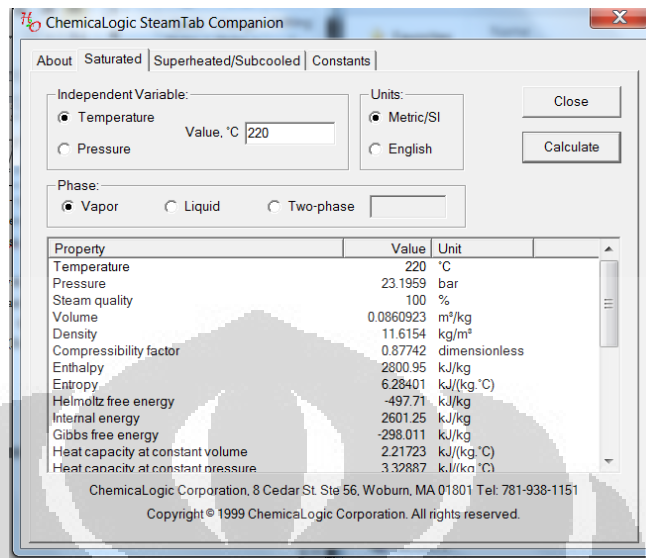 H2O ChemicaLogic SteamTab Companion X
About Saturated Superheated/Subcooled Constants
Independent Variable: Units: Close
Temperature Value, °C 220 Metric/SI
Pressure English Calculate
Phase:
Vapor Liquid Two-phase
Property Value Unit
Temperature 220 °C
Pressure 23.1959 bar
Steam quality 100 %
Volume 0.0860923 m³/kg
Density 11.6154 kg/m³
Compressibility factor 0.87742 dimensionless
Enthalpy 2800.95 kJ/kg
Entropy 6.28401 kJ/(kg.°C)
Helmoltz free energy -497.71 kJ/kg
Internal energy 2601.25 kJ/kg
Gibbs free energy -298.011 kJ/kg
Heat capacity at constant volume 2.21723 kJ/(kg.°C)
Heat capacity at constant pressure 3.32887 kJ/(kg.°C)
ChemicaLogic Corporation, 8 Cedar St. Ste 56, Woburn, MA 01801 Tel: 781-938-1151
Copyright © 1999 ChemicaLogic Corporation. All rights reserved.